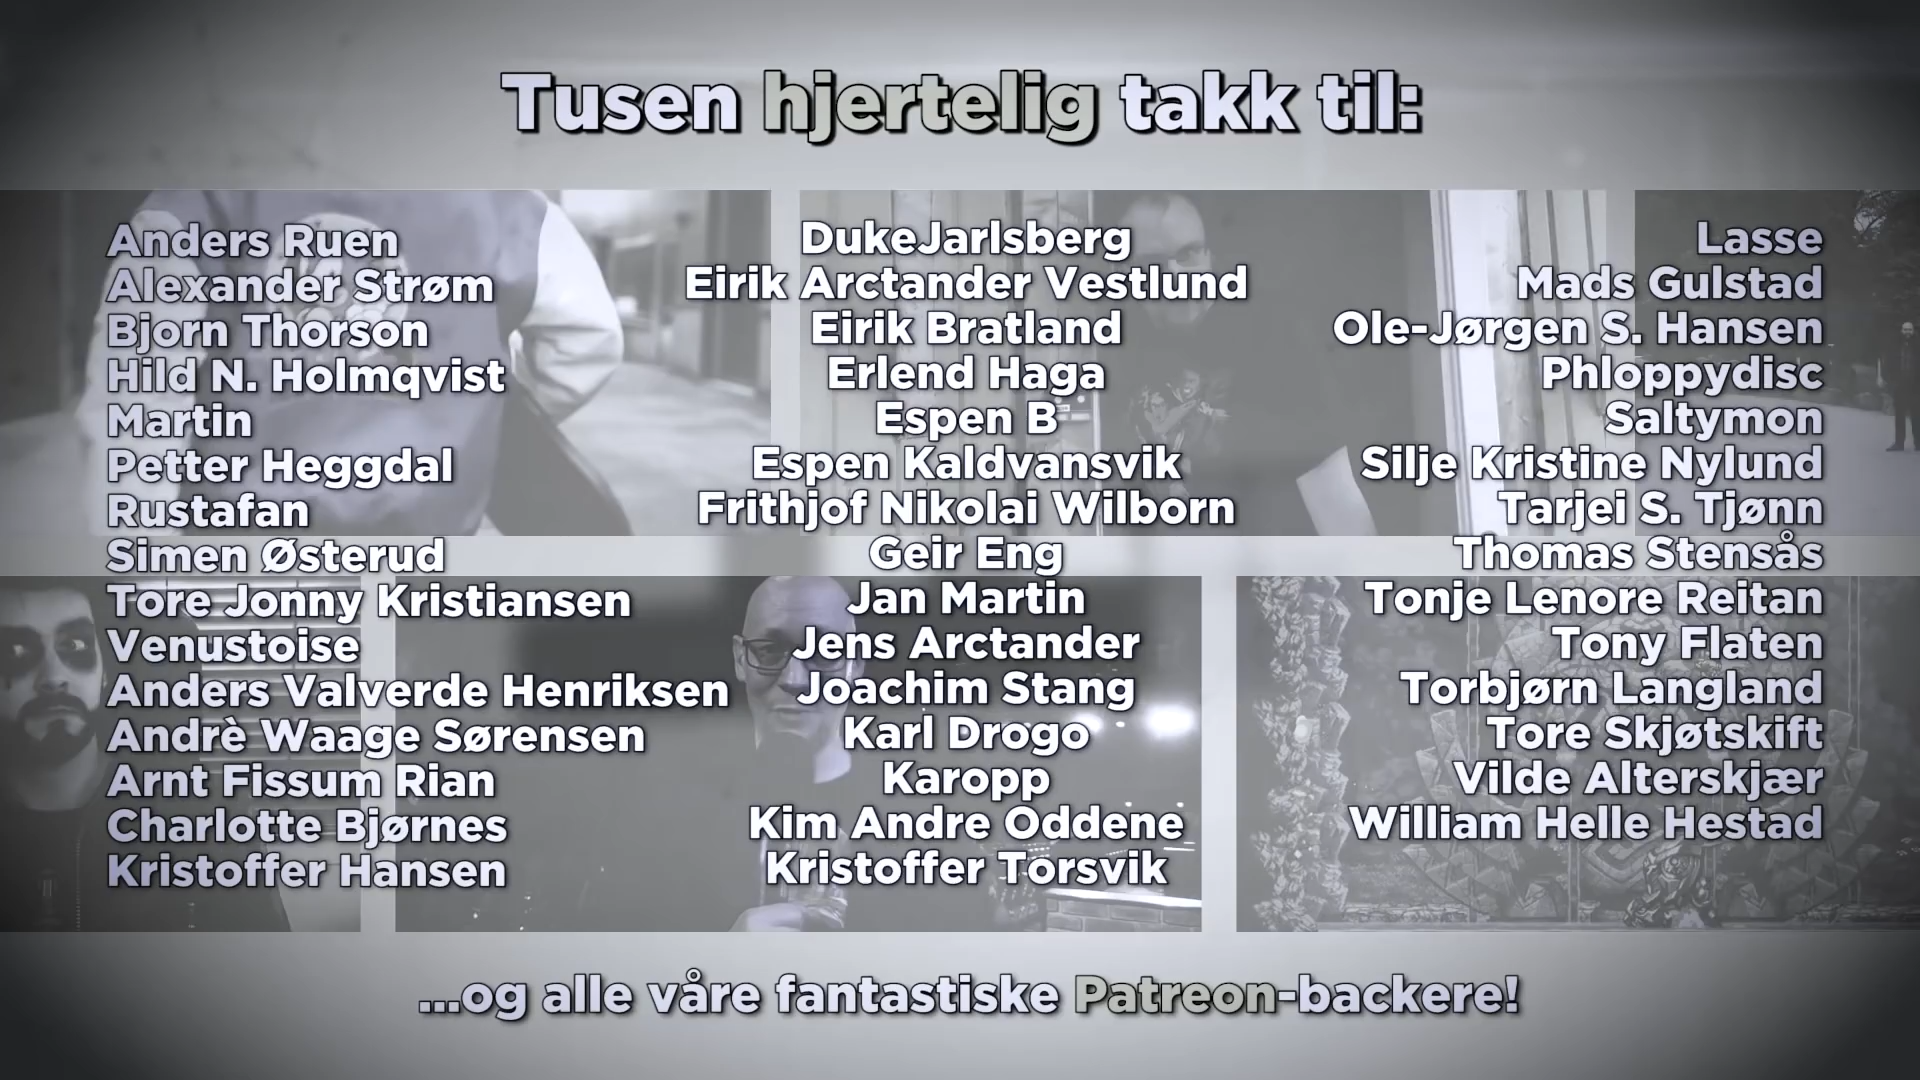 Tusen hjertelig takk til:
Anders Ruen
Alexander Strøm
Bjorn Thorson
Hild N. Holmqvist
Martin
Petter Heggdal
Rustafan
Simen Østerud
Tore Jonny Kristiansen
Venustoise
Anders Valverde Henriksen
Andrè Waage Sørensen
Arnt Fissum Rian
Charlotte Bjørnes
Kristoffer Hansen
DukeJarlsberg
Eirik Arctander Vestlund
Eirik Bratland
Erlend Haga
Espen B
Espen Kaldvansvik
Frithjof Nikolai Wilborn
Geir Eng
Jan Martin
Jens Arctander
Joachim Stang
Karl Drogo
Karopp
Kim Andre Oddene
Kristoffer Torsvik
Lasse
Mads Gulstad
Ole-Jørgen S. Hansen
Phloppydisc
Saltymon
Silje Kristine Nylund
Tarjei S. Tjønn
Thomas Stensås
Tonje Lenore Reitan
Tony Flaten
Torbjørn Langland
Tore Skjøtskift
Vilde Alterskjær
William Helle Hestad
...og alle våre fantastiske Patreon-backere!